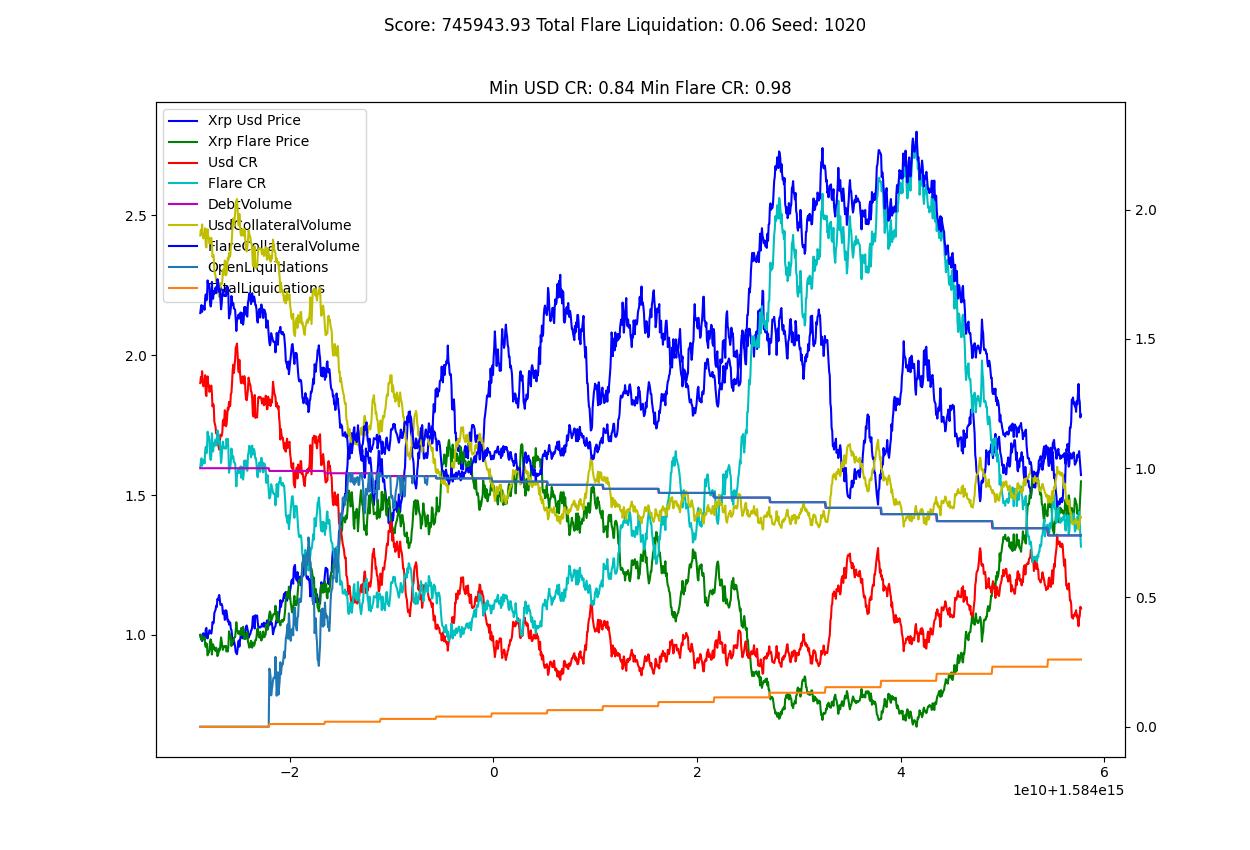 Score: 745943.93 Total Flare Liquidation: 0.06 Seed: 1020
Min USD CR: 0.84 Min Flare CR: 0.98
Xrp Usd Price
Xrp Flare Price
Usd CR
Flare CR
DebtVolume
UsdCollateralVolume
FlareCollateralVolume
OpenLiquidations
TotalLiquidations
2.5
2.0
1.5
1.0
2.0
1.5
1.0
0.5
0.0
−2
0
2
4
6
1e10+1.584e15